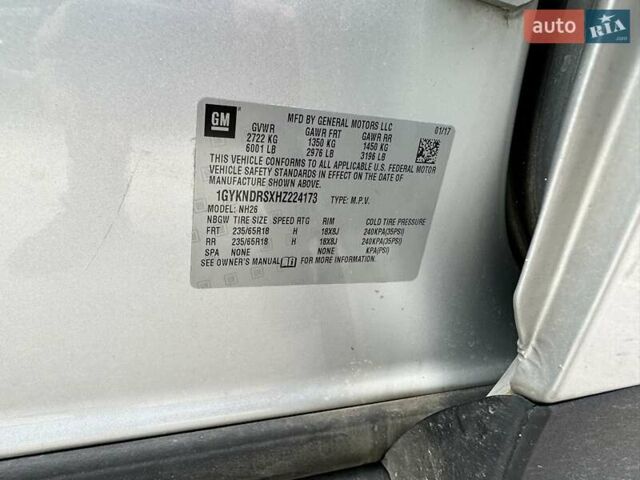 auto RIA
.com
GM
MFD BY GENERAL MOTORS LLC
01/17
GVWR GAWR FRT GAWR RR
2722 KG 1350 KG 1450 KG
6001 LB 2976 LB 3196 LB
THIS VEHICLE CONFORMS TO ALL APPLICABLE U.S. FEDERAL MOTOR
VEHICLE SAFETY STANDARDS IN EFFECT ON THE DATE OF
MANUFACTURE SHOWN ABOVE.
1GYKNDRSXHZ224173 TYPE: M.P.V.
MODEL: NH26
NBGW TIRE SIZE SPEED RTG RIM COLD TIRE PRESSURE
FRT 235/65R18 H 18X8J 240KPA(35PSI)
RR 235/65R18 H 18X8J 240KPA(35PSI)
SPA NONE NONE KPA(PSI)
SEE OWNER'S MANUAL FOR MORE INFORMATION.